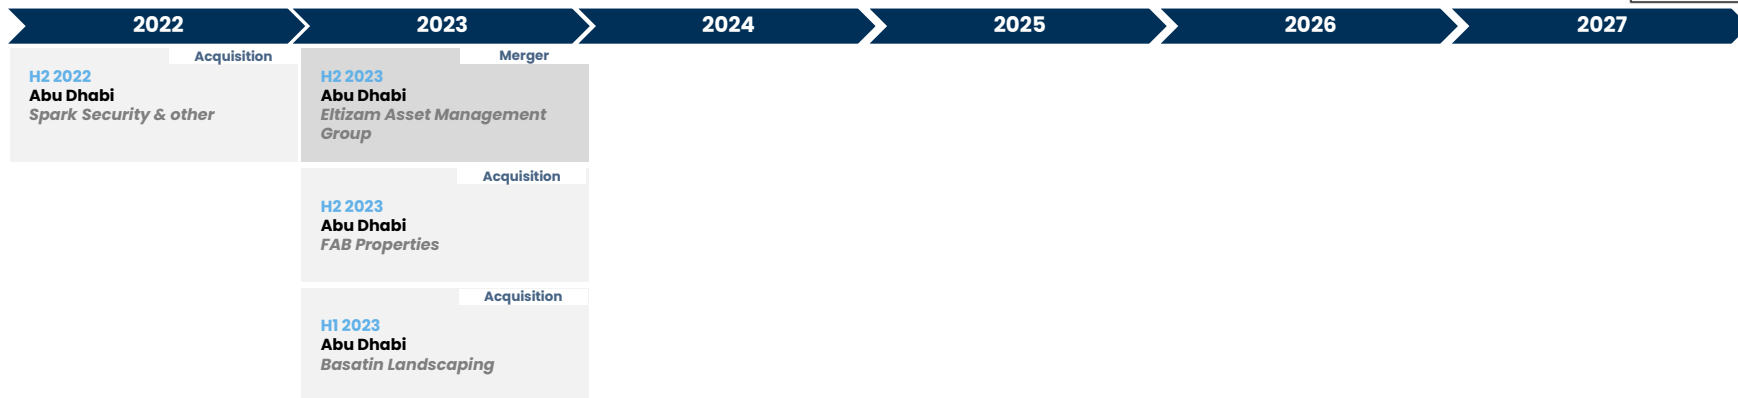 2022
2023
2024
2025
2026
2027
Acquisition
H2 2022
Abu Dhabi
Spark Security & other
Merger
H2 2023
Abu Dhabi
Eltizam Asset Management
Group
Acquisition
H2 2023
Abu Dhabi
FAB Properties
Acquisition
H1 2023
Abu Dhabi
Basatin Landscaping